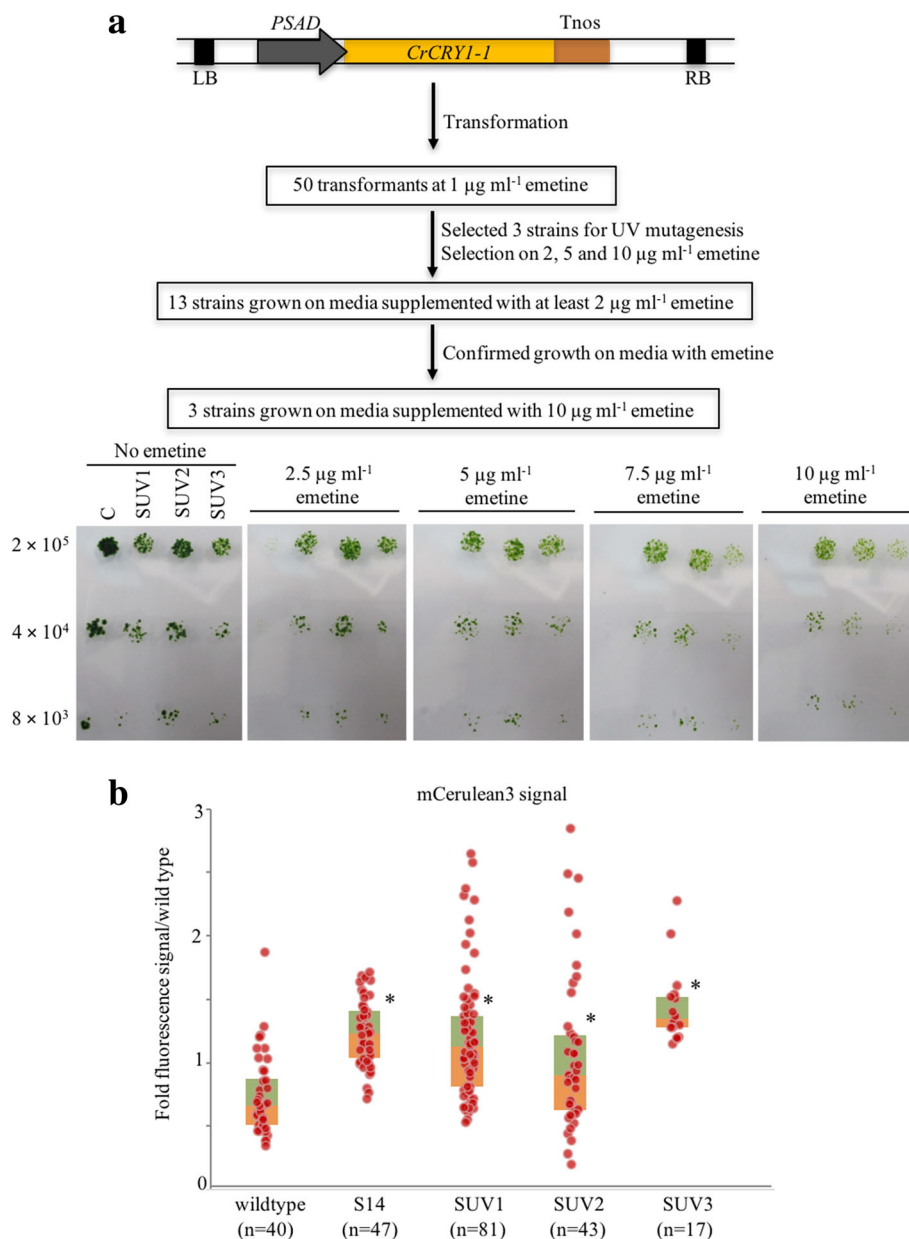 a
PSAD
Tnos
CrCRY1-1
LB
RB
Transformation
50 transformants at 1 µg ml⁻¹ emetine
Selected 3 strains for UV mutagenesis
Selection on 2, 5 and 10 µg ml⁻¹ emetine
13 strains grown on media supplemented with at least 2 µg ml⁻¹ emetine
Confirmed growth on media with emetine
3 strains grown on media supplemented with 10 µg ml⁻¹ emetine
No emetine
C
SUV1
SUV2
SUV3
2.5 µg ml⁻¹
emetine
5 µg ml⁻¹
emetine
7.5 µg ml⁻¹
emetine
10 µg ml⁻¹
emetine
2 × 10⁵
4 × 10⁴
8 × 10³
b
mCerulean3 signal
Fold fluorescence signal/wild type
3
2
1
0
*
*
*
*
wildtype
(n=40)
S14
(n=47)
SUV1
(n=81)
SUV2
(n=43)
SUV3
(n=17)